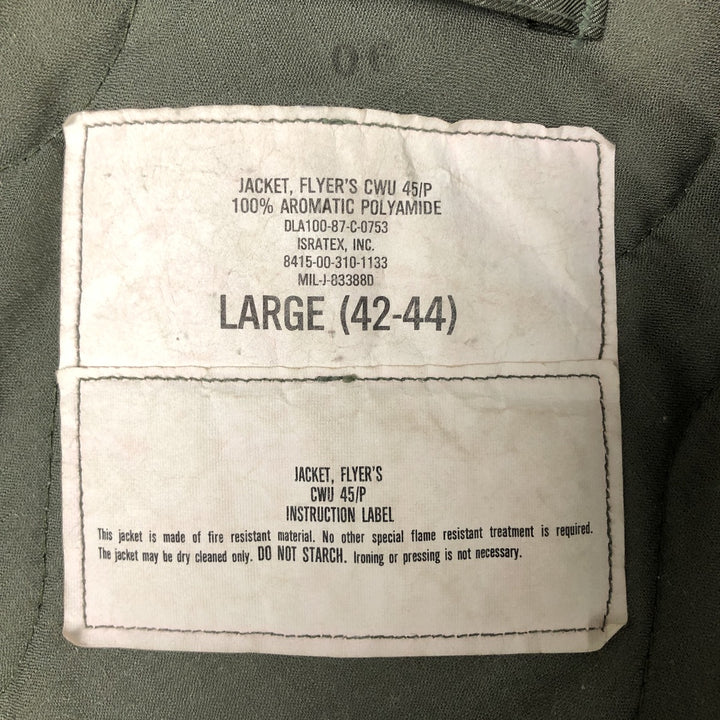 06
JACKET, FLYER'S CWU 45/P
100% AROMATIC POLYAMIDE
DLA100-87-C-0753
ISRATEX, INC.
8415-00-310-1133
MIL-J-83388D
LARGE (42-44)
JACKET, FLYER'S
CWU 45/P
INSTRUCTION LABEL
This jacket is made of fire resistant material. No other special flame resistant treatment is required.
The jacket may be dry cleaned only. DO NOT STARCH. Ironing or pressing is not necessary.